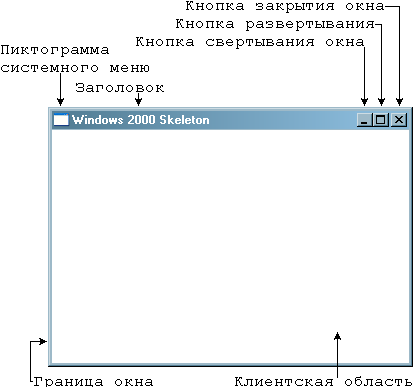 Кнопка закрытия окна
Кнопка развертывания
Кнопка свертывания окна
Пиктограмма
системного меню
Заголовок
Windows 2000 Skeleton
Граница окна
Клиентская область